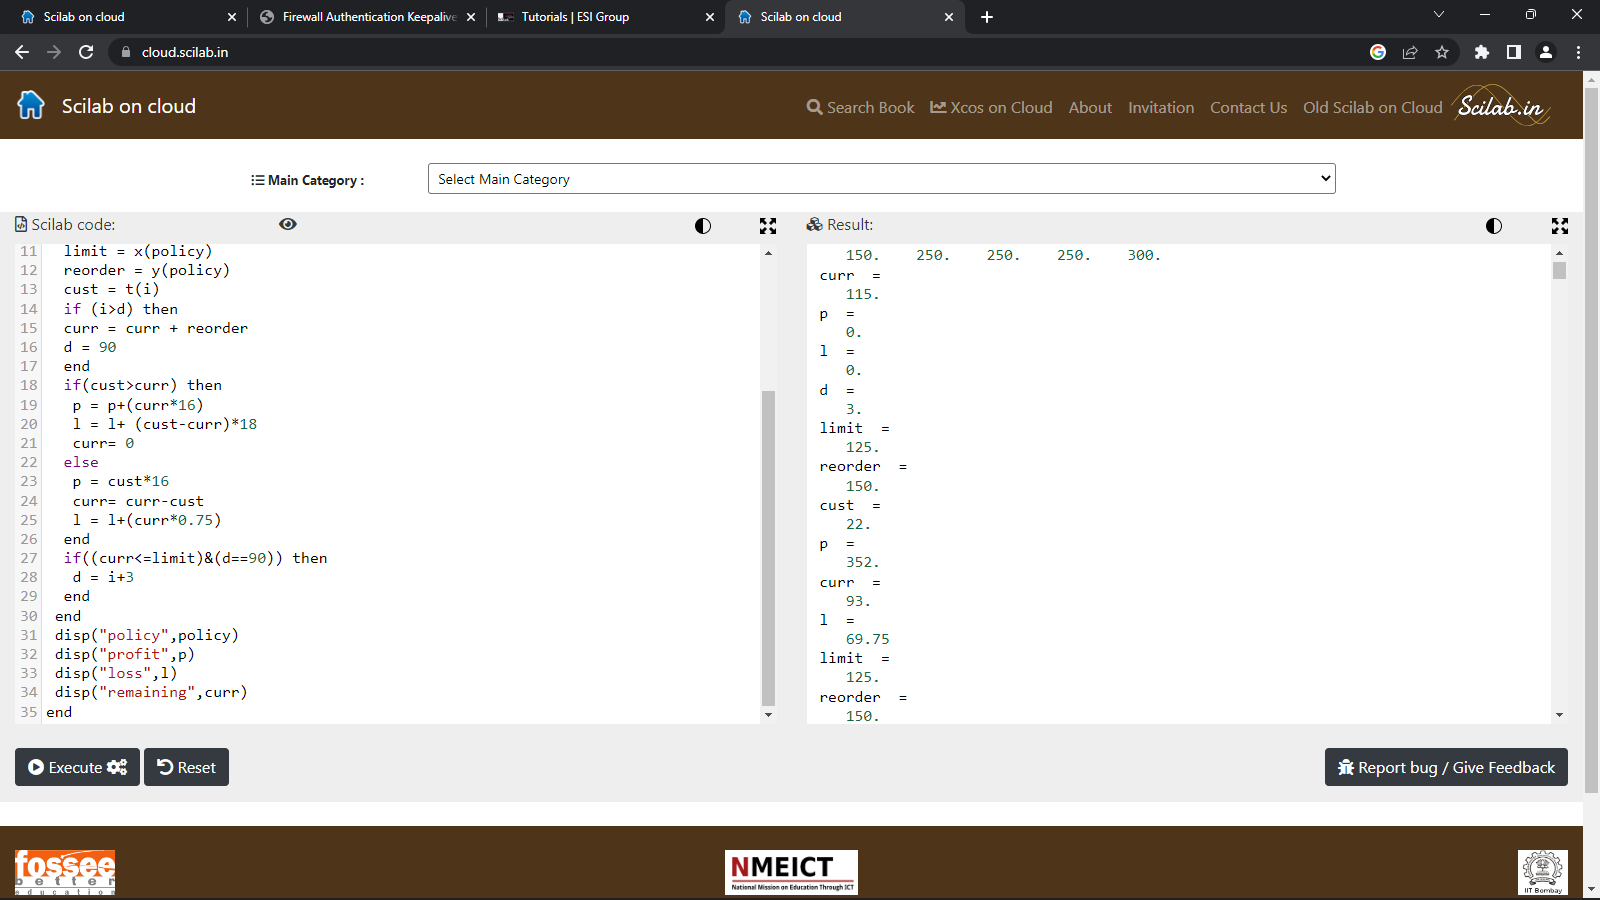 Scilab on cloud
Firewall Authentication Keepalive
Tutorials | ESI Group
Scilab on cloud
cloud.scilab.in
Scilab on cloud
Search Book
Xcos on Cloud
About
Invitation
Contact Us
Old Scilab on Cloud
Scilab.in
Main Category :
Select Main Category
Scilab code:
11 limit = x(policy)
12 reorder = y(policy)
13 cust = t(i)
14 if (i>d) then
15 curr = curr + reorder
16 d = 90
17 end
18 if(cust>curr) then
19 p = p+(curr*16)
20 l = l+ (cust-curr)*18
21 curr= 0
22 else
23 p = cust*16
24 curr= curr-cust
25 l = l+(curr*0.75)
26 end
27 if((curr<=limit)&(d==90)) then
28 d = i+3
29 end
30 end
31 disp("policy",policy)
32 disp("profit",p)
33 disp("loss",l)
34 disp("remaining",curr)
35 end
Result:
150. 250. 250. 250. 300.
curr =
115.
p =
0.
l =
0.
d =
3.
limit =
125.
reorder =
150.
cust =
22.
p =
352.
curr =
93.
l =
69.75
limit =
125.
reorder =
150.
Execute
Reset
Report bug / Give Feedback
fossee
better
education
NMEICT
National Mission on Education Through ICT
IIT Bombay